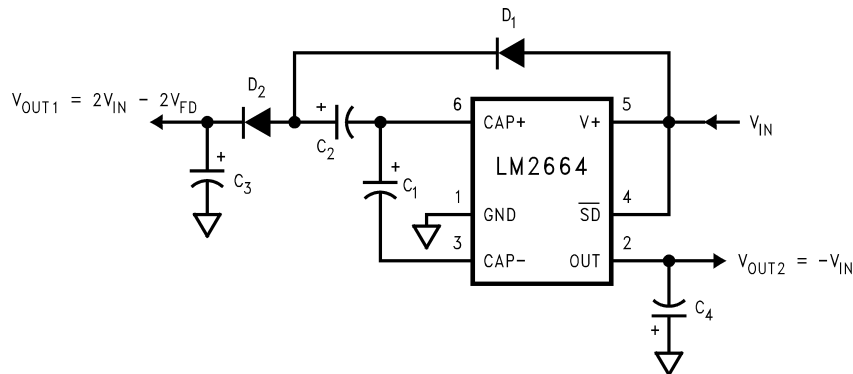 D1
VOUT1 = 2VIN - 2VFD
D2
+
C2
6
CAP+
V+
5
VIN
LM2664
+
C3
+
C1
1
GND
SD
4
3
CAP-
OUT
2
VOUT2 = -VIN
C4
+